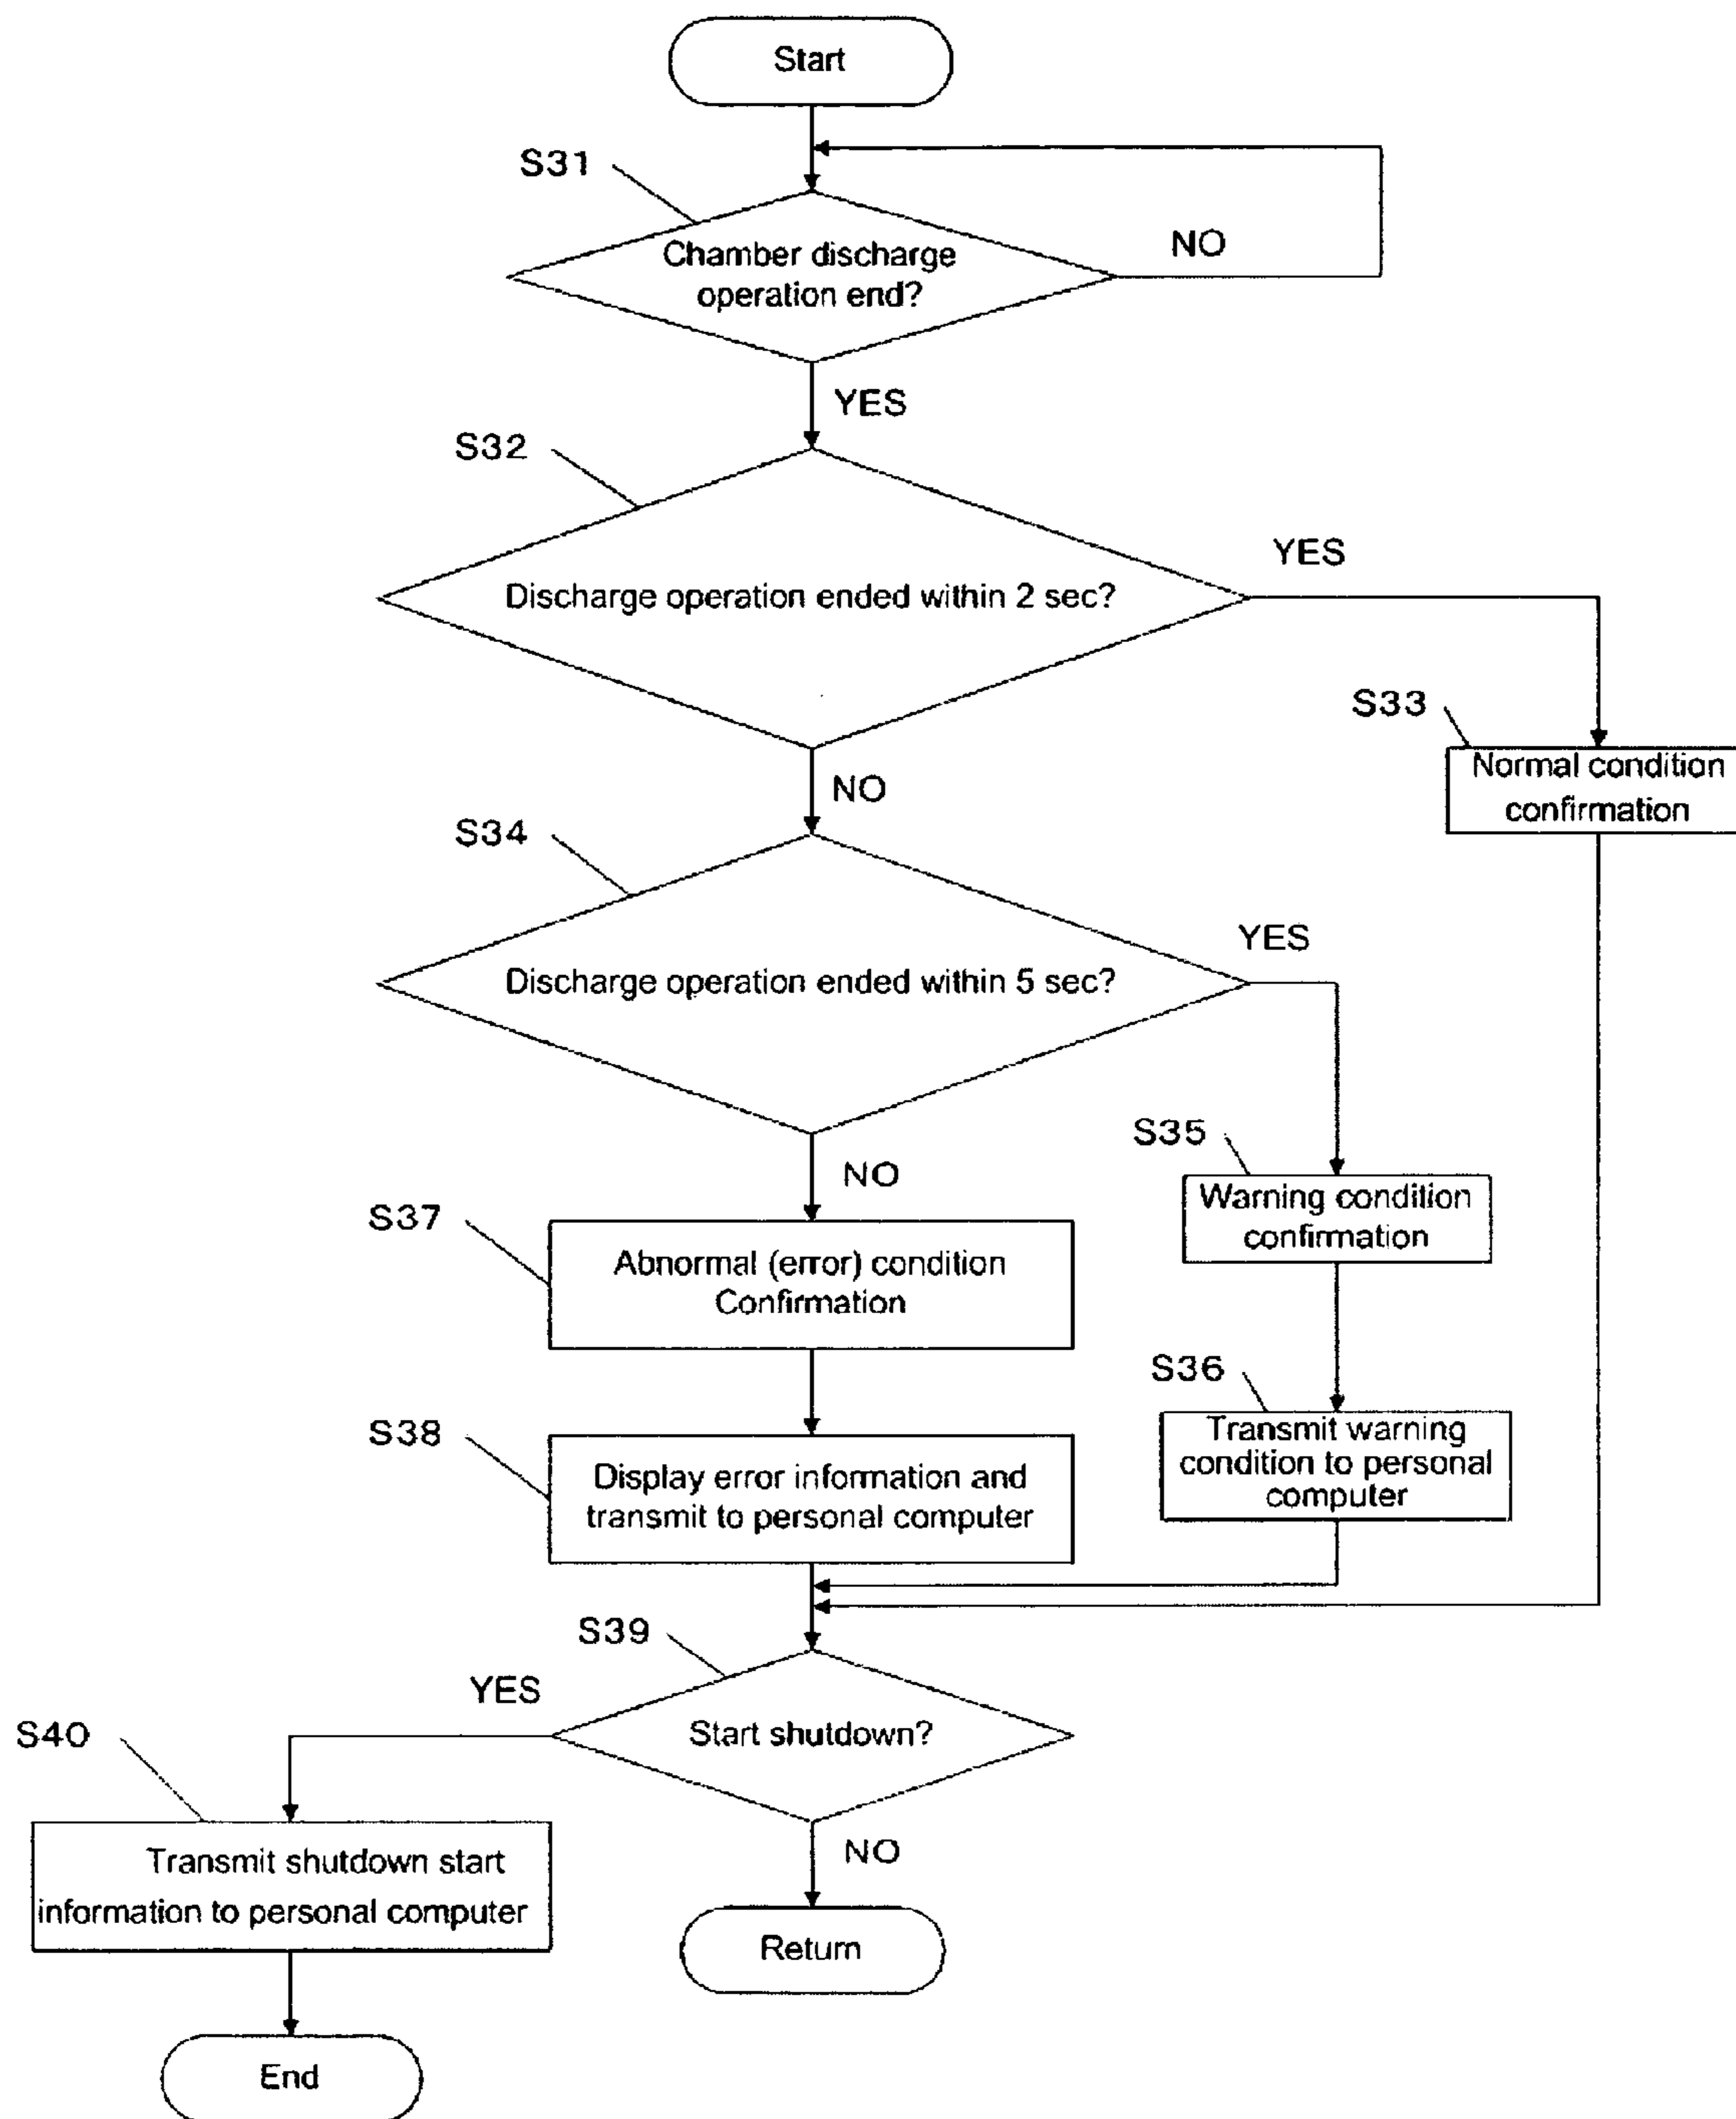 Start
S31
Chamber discharge
operation end?
NO
YES
S32
Discharge operation ended within 2 sec?
YES
S33
Normal condition
confirmation
NO
S34
Discharge operation ended within 5 sec?
YES
S35
Warning condition
confirmation
NO
S37
Abnormal (error) condition
Confirmation
S36
Transmit warning
condition to personal
computer
S38
Display error information and
transmit to personal computer
S39
YES
Start shutdown?
S40
Transmit shutdown start
information to personal computer
NO
Return
End